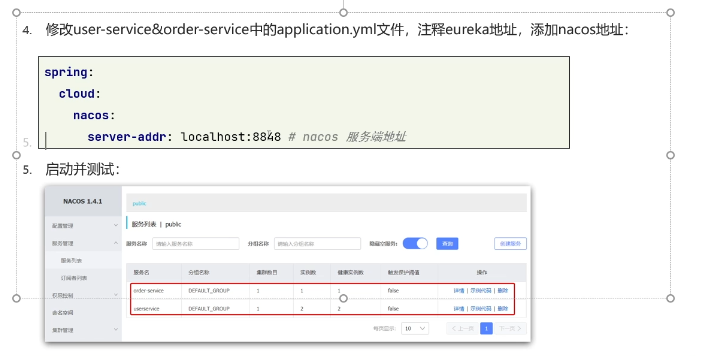 4. 修改user-service&order-service中的application.yml文件，注释eureka地址，添加nacos地址：
spring:
cloud:
nacos:
server-addr: localhost:8848 # nacos 服务端地址
5.
5. 启动并测试：
NACOS 1.4.1
public
配置管理
服务列表 | public
服务管理
服务名称 请输入服务名称 分组名称 请输入分组名称 隐藏空服务: 查询 创建服务
服务列表
订阅者列表
服务名 分组名称 集群数目 实例数 健康实例数 触发保护阈值 操作
权限控制
order-service DEFAULT_GROUP 1 1 1 false 详情 | 示例代码 | 删除
命名空间
userservice DEFAULT_GROUP 1 2 2 false 详情 | 示例代码 | 删除
集群管理
每页显示: 10 < 上一页 1 下一页 >